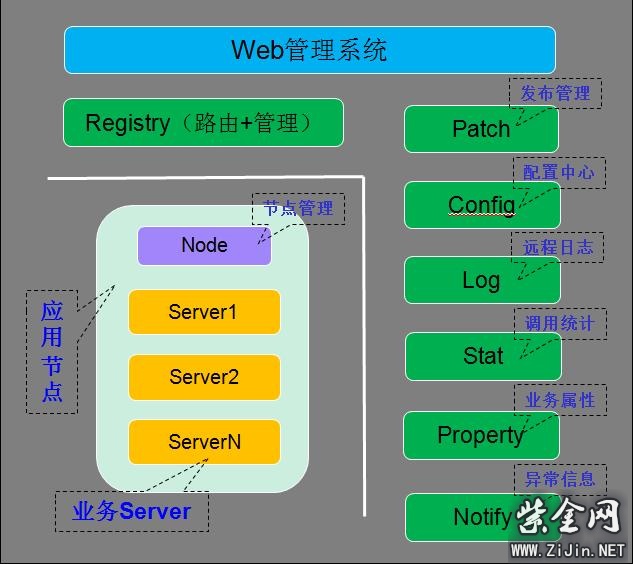 Web管理系统
Registry（路由+管理）
发布管理
Patch
配置中心
Config
节点管理
Node
远程日志
Log
应用节点
Server1
调用统计
Stat
Server2
业务属性
Property
ServerN
异常信息
Notify
业务Server
紫金网
www.ZiJin.NET